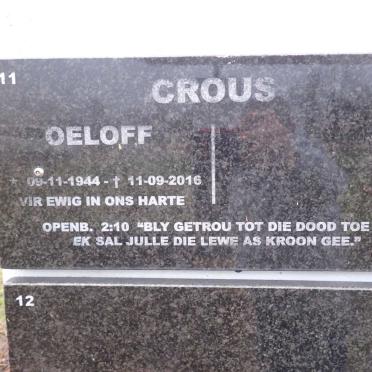 11
CROUS
OELOFF
* 09-11-1944 - † 11-09-2016
VIR EWIG IN ONS HARTE
OPENB. 2:10 “BLY GETROU TOT DIE DOOD TOE
EK SAL JULLE DIE LEWE AS KROON GEE.”
12